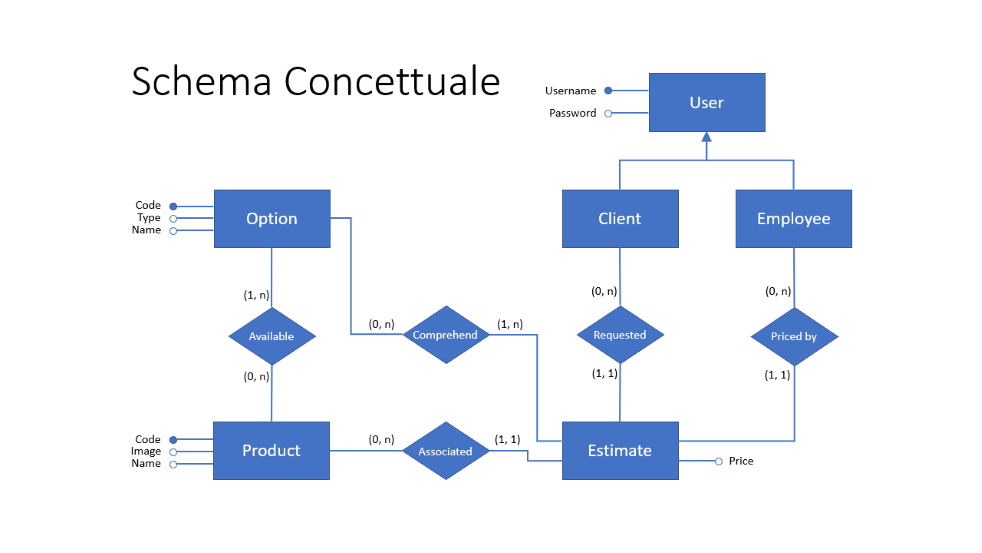 Schema Concettuale
Username
Password
User
Code
Type
Name
Option
Client
Employee
(1, n)
(0, n)
(0, n)
(0, n)
(1, n)
Available
Comprehend
Requested
Priced by
(0, n)
(1, 1)
(1, 1)
Code
Image
Name
Product
(0, n)
Associated
(1, 1)
Estimate
Price